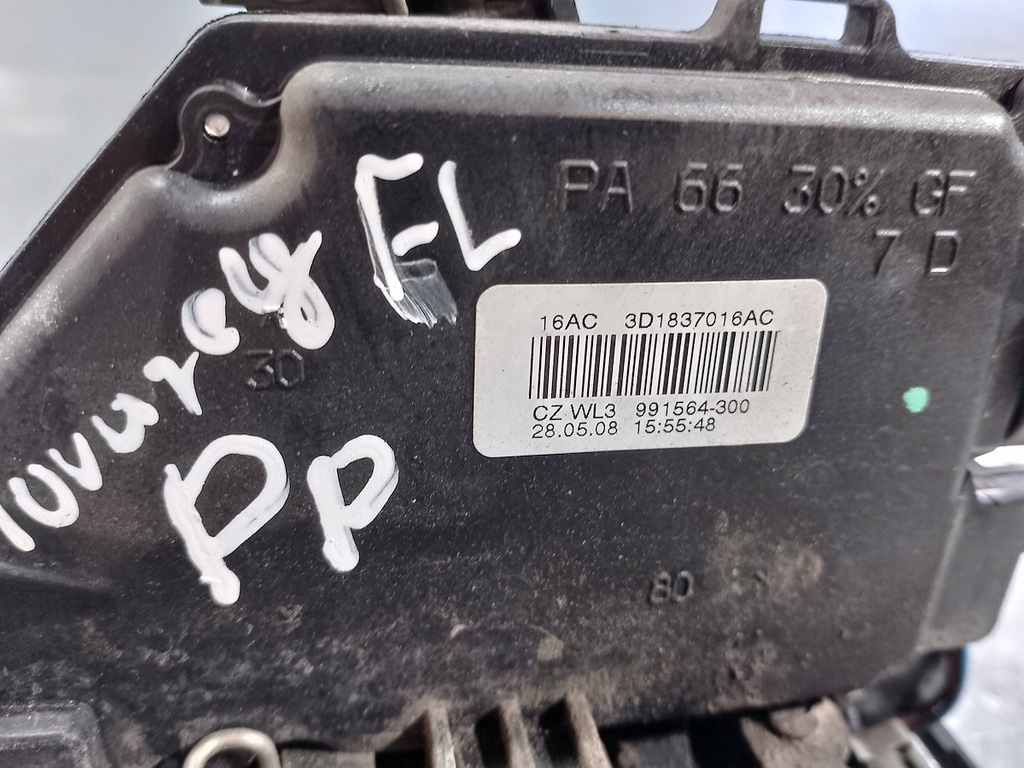 PA 66 30% GF
7 D
FL
Touareg
30
PP
16AC 3D1837016AC
CZ WL3 991564-300
28.05.08 15:55:48
80